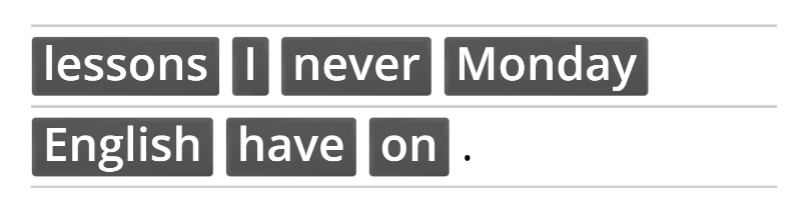 lessons I never Monday
English have on .